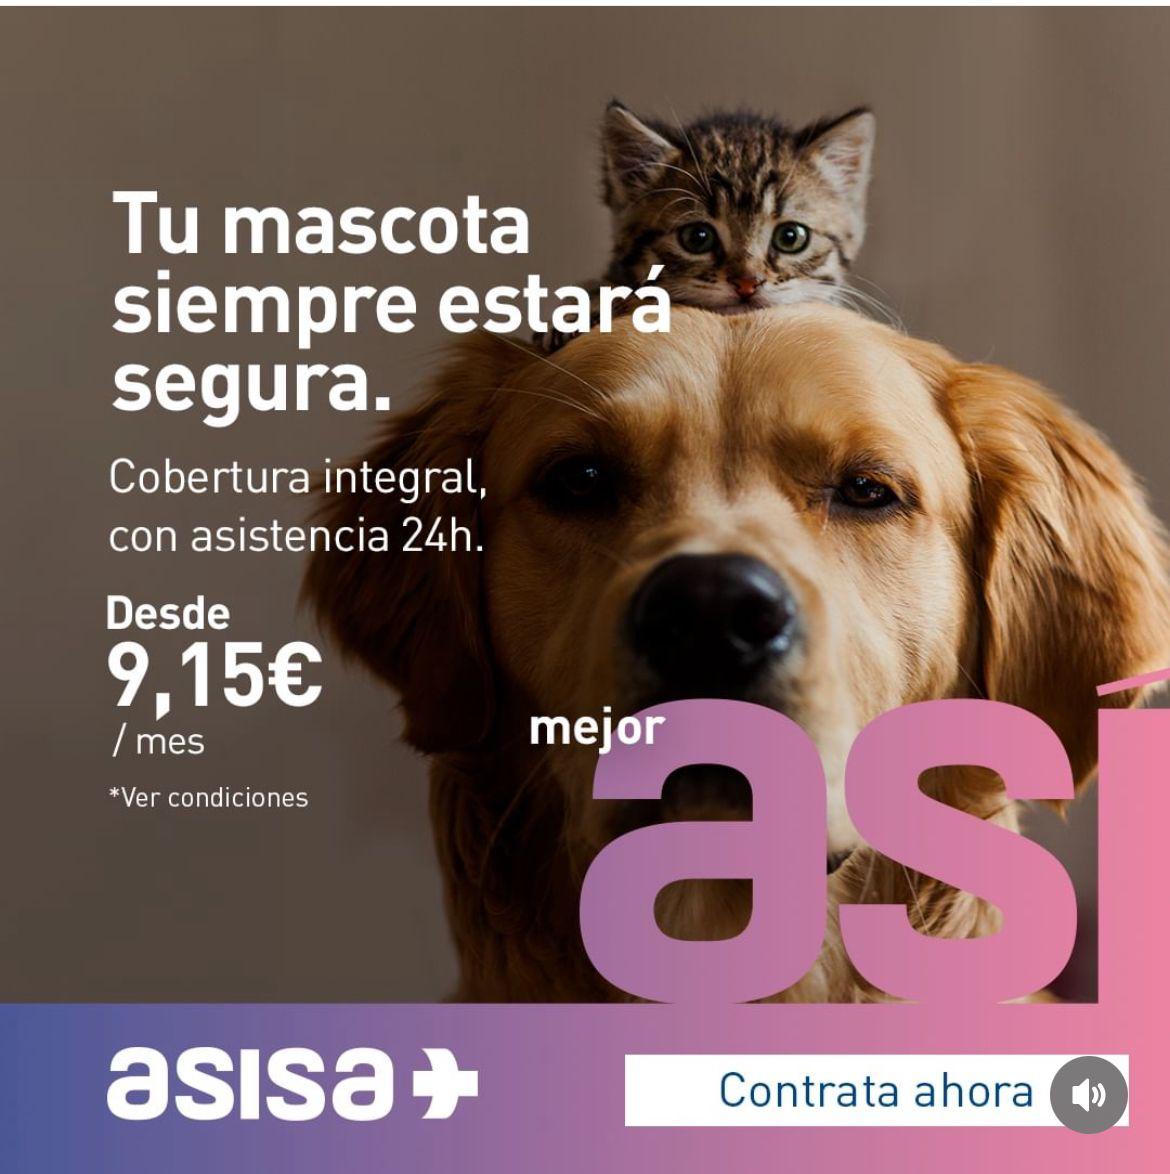 Tu mascota
siempre estará
segura.
Cobertura integral,
con asistencia 24h.
Desde
9,15€
/ mes
*Ver condiciones
mejor
así
asisa
Contrata ahora